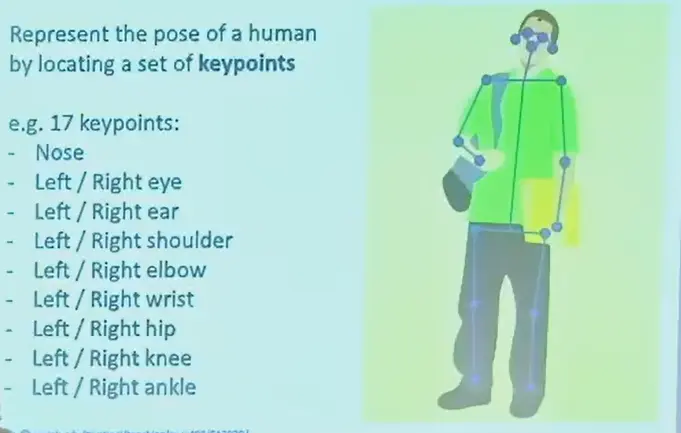 Represent the pose of a human
by locating a set of keypoints
e.g. 17 keypoints:
- Nose
- Left / Right eye
- Left / Right ear
- Left / Right shoulder
- Left / Right elbow
- Left / Right wrist
- Left / Right hip
- Left / Right knee
- Left / Right ankle